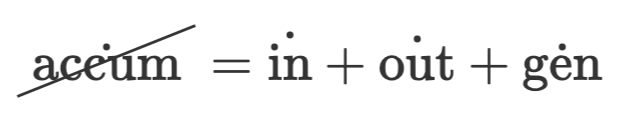 accum = in + out + gen